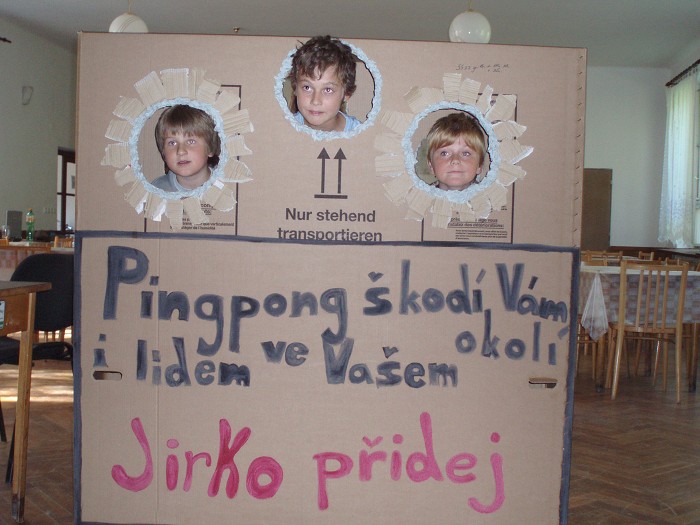 Nur stehend
transportieren
Pingpong škodí Vám
i lidem ve Vašem okolí
Jirko přidej